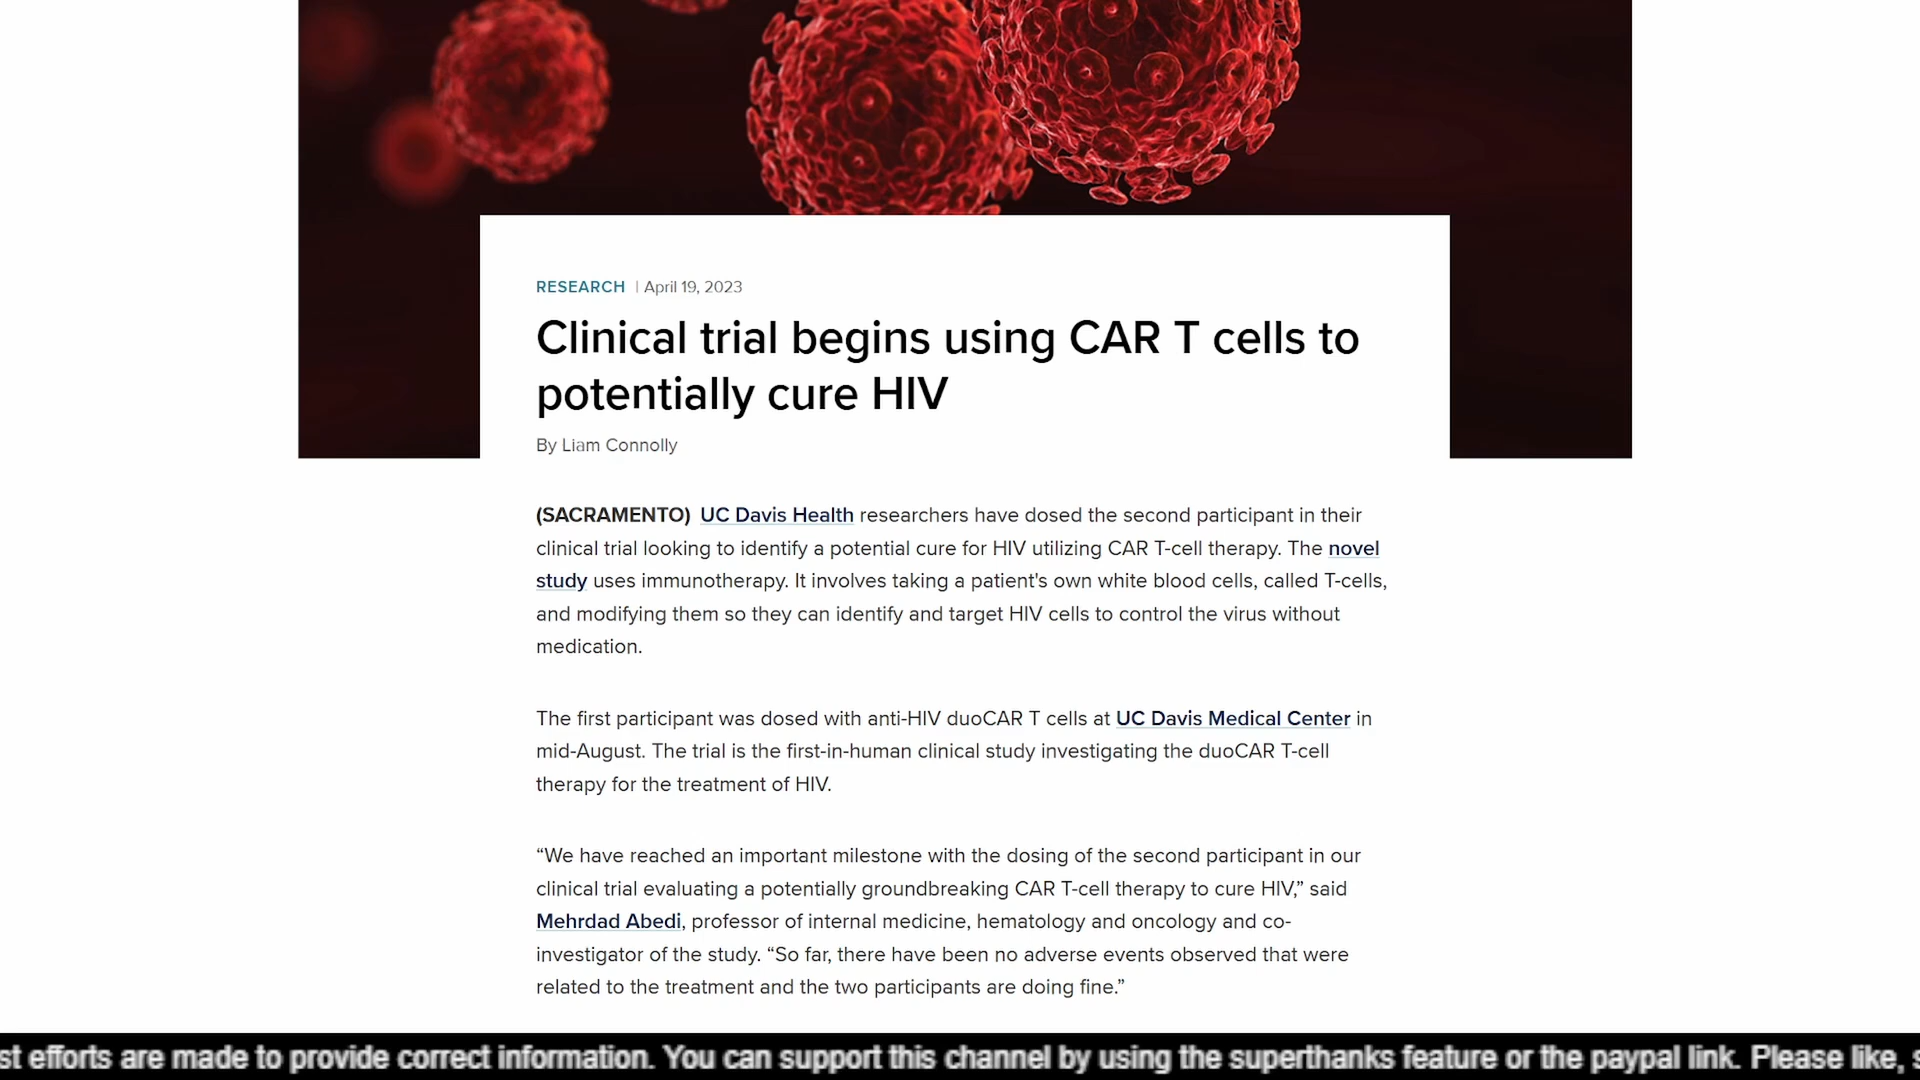 RESEARCH | April 19, 2023
Clinical trial begins using CAR T cells to
potentially cure HIV
By Liam Connolly
(SACRAMENTO) UC Davis Health researchers have dosed the second participant in their
clinical trial looking to identify a potential cure for HIV utilizing CAR T-cell therapy. The novel
study uses immunotherapy. It involves taking a patient's own white blood cells, called T-cells,
and modifying them so they can identify and target HIV cells to control the virus without
medication.
The first participant was dosed with anti-HIV duoCAR T cells at UC Davis Medical Center in
mid-August. The trial is the first-in-human clinical study investigating the duoCAR T-cell
therapy for the treatment of HIV.
“We have reached an important milestone with the dosing of the second participant in our
clinical trial evaluating a potentially groundbreaking CAR T-cell therapy to cure HIV,” said
Mehrdad Abedi, professor of internal medicine, hematology and oncology and co-
investigator of the study. “So far, there have been no adverse events observed that were
related to the treatment and the two participants are doing fine.”
st efforts are made to provide correct information. You can support this channel by using the superthanks feature or the paypal link. Please like, s